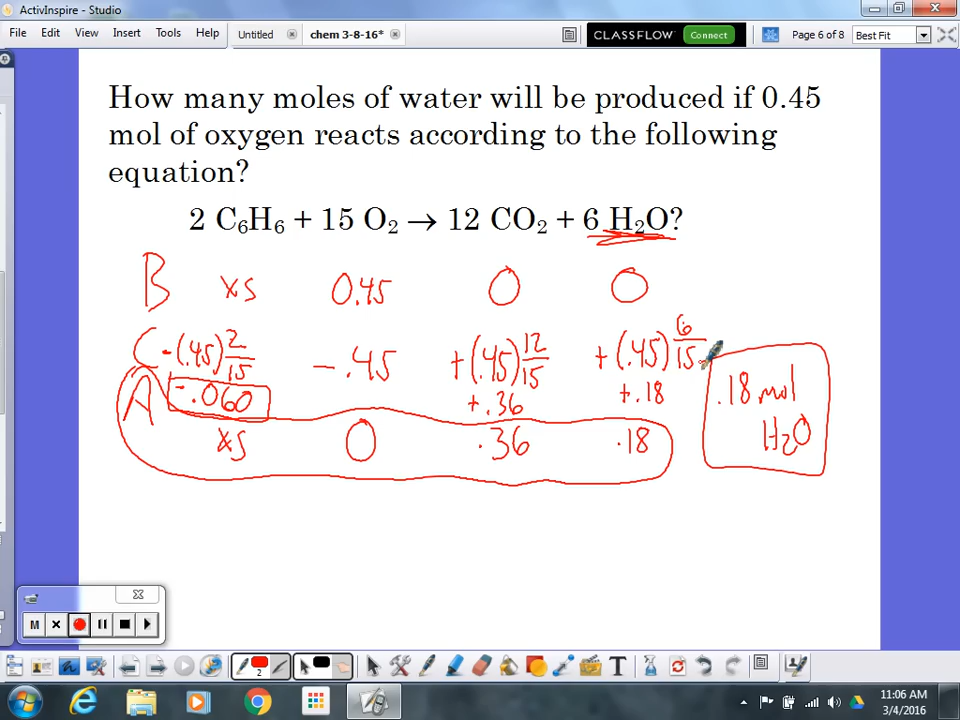 ActivInspire - Studio
File Edit View Insert Tools Help Untitled chem 3-8-16* CLASSFLOW Connect Page 6 of 8 Best Fit
How many moles of water will be produced if 0.45
mol of oxygen reacts according to the following
equation?
2 C₆H₆ + 15 O₂ → 12 CO₂ + 6 H₂O?
B xs 0.45 0 0
C -(.45) 2/15 - .45 +(.45) 12/15 +(.45) 6/15
-.060 +.36 +.18
A xs 0 .36 .18
.18 mol
H₂O
M
2
T
11:06 AM
3/4/2016